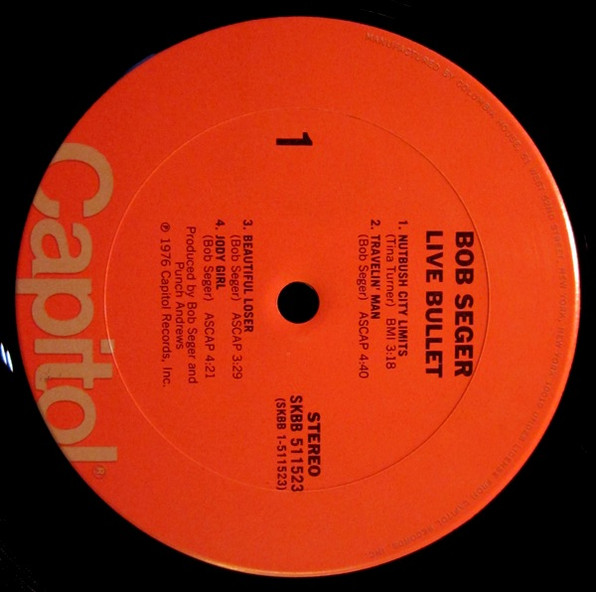 BOB SEGER
LIVE BULLET
1
STEREO
SKBB 511523
(SKBB 1-511523)
1. NUTBUSH CITY LIMITS
(Tina Turner) BMI 3:18
2. TRAVELIN' MAN
(Bob Seger) ASCAP 4:40
3. BEAUTIFUL LOSER
(Bob Seger) ASCAP 3:29
4. JODY GIRL
(Bob Seger) ASCAP 4:21
Produced by Bob Seger and
Punch Andrews
℗ 1976 Capitol Records, Inc.
Capitol®